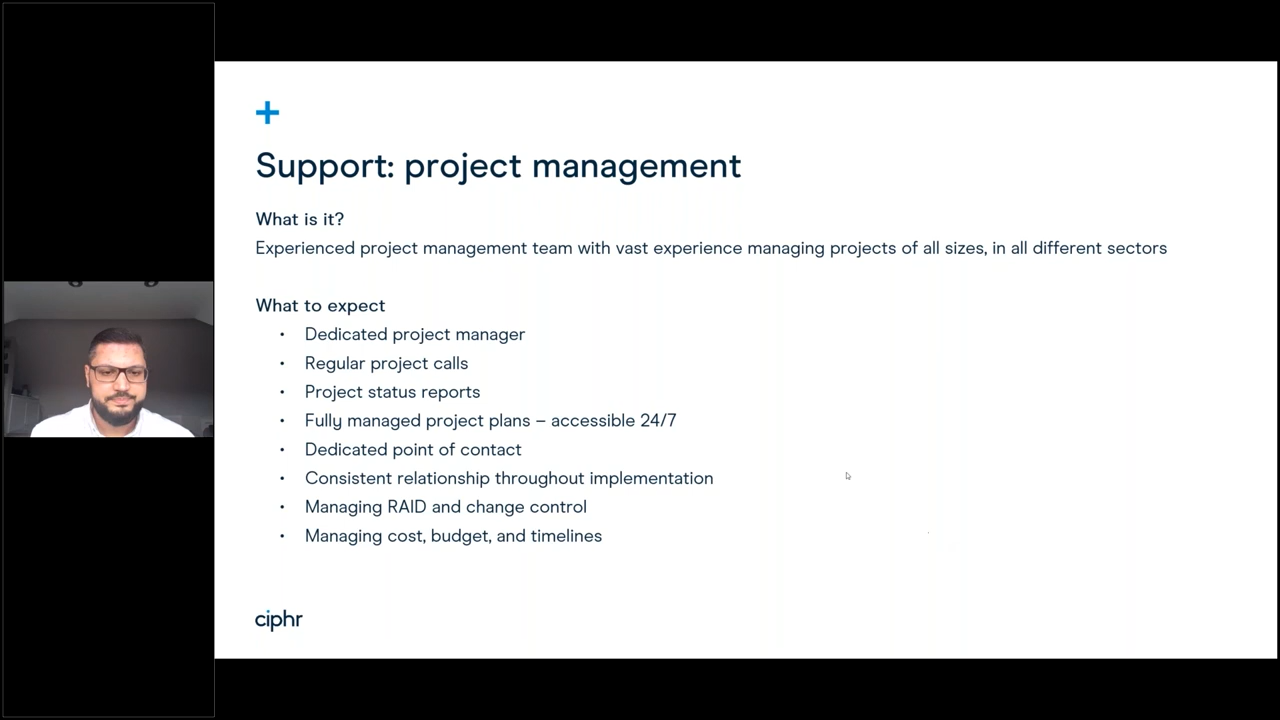 Support: project management
What is it?
Experienced project management team with vast experience managing projects of all sizes, in all different sectors
What to expect
• Dedicated project manager
• Regular project calls
• Project status reports
• Fully managed project plans – accessible 24/7
• Dedicated point of contact
• Consistent relationship throughout implementation
• Managing RAID and change control
• Managing cost, budget, and timelines
ciphr